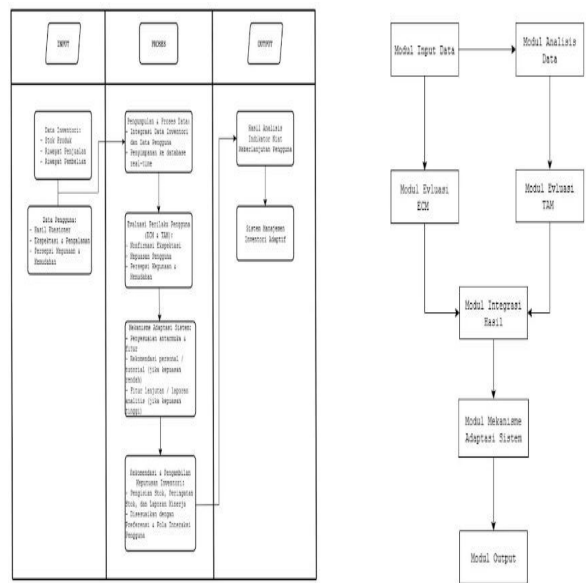 INPUT
PROSES
OUTPUT
Data Inventori:
- Stok Produk
- Riwayat Penjualan
- Riwayat Pembelian
Data Pengguna:
- Hasil Kuesioner
- Ekspektasi & Pengalaman
- Persepsi Kegunaan &
Kemudahan
Pengumpulan & Proses Data:
- Integrasi Data Inventori
dan Data Pengguna
- Penyimpanan ke database
real-time
Evaluasi Perilaku Pengguna
(ECM & TAM):
- Konfirmasi Ekspektasi
- Kepuasan Pengguna
- Persepsi Kegunaan &
Kemudahan
Mekanisme Adaptasi Sistem:
- Penyesuaian antarmuka &
fitur
- Rekomendasi personal /
tutorial (jika kepuasan
rendah)
- Fitur lanjutan / laporan
analitis (jika kepuasan
tinggi)
Rekomendasi & Pengambilan
Keputusan Inventori:
- Pengisian Stok, Peringatan
Stok, dan Laporan Kinerja
- Disesuaikan dengan
Preferensi & Pola Interaksi
Pengguna
Hasil Analisis
Indikator Niat
Keberlanjutan Pengguna
Sistem Manajemen
Inventori Adaptif
Modul Input Data
Modul Analisis
Data
Modul Evluasi
ECM
Modul Evluasi
TAM
Modul Integrasi
Hasil
Modul Mekanisme
Adaptasi Sistem
Modul Output